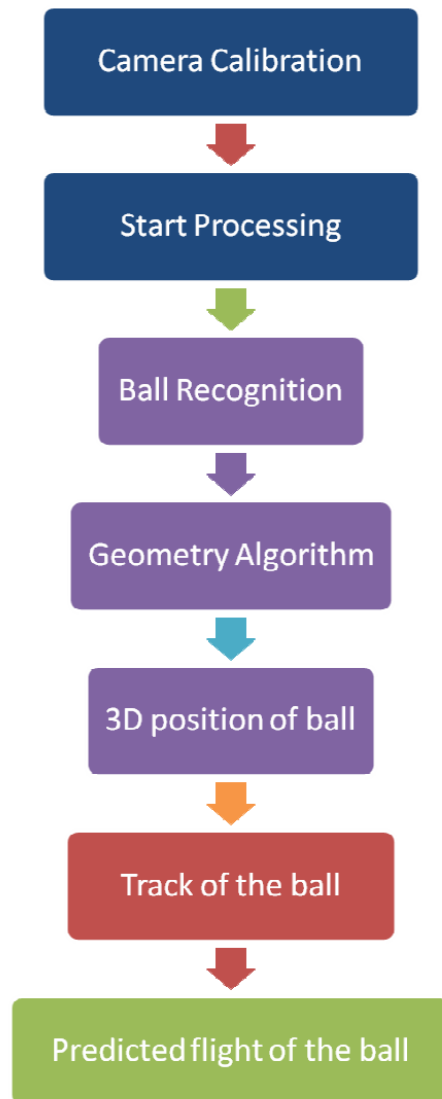 Camera Calibration
Start Processing
Ball Recognition
Geometry Algorithm
3D position of ball
Track of the ball
Predicted flight of the ball